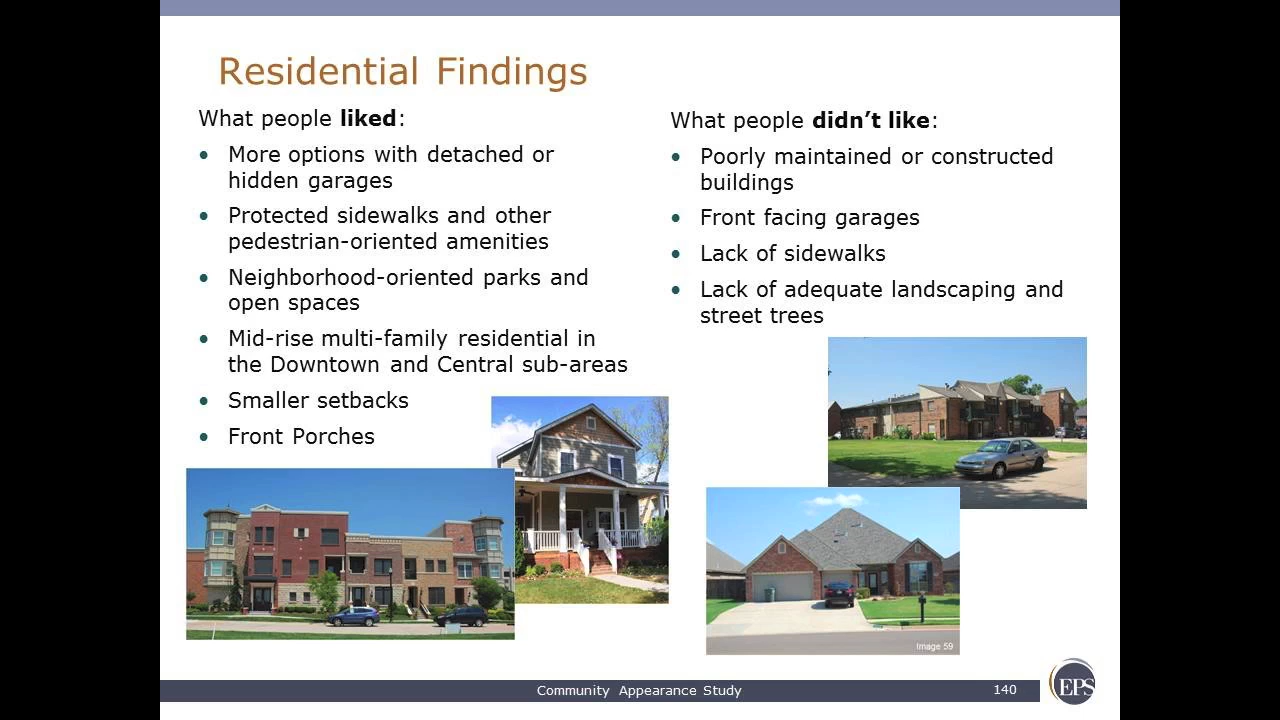 Residential Findings
What people liked:
• More options with detached or
hidden garages
• Protected sidewalks and other
pedestrian-oriented amenities
• Neighborhood-oriented parks and
open spaces
• Mid-rise multi-family residential in
the Downtown and Central sub-areas
• Smaller setbacks
• Front Porches
What people didn’t like:
• Poorly maintained or constructed
buildings
• Front facing garages
• Lack of sidewalks
• Lack of adequate landscaping and
street trees
Image 59
Community Appearance Study
140
EPS